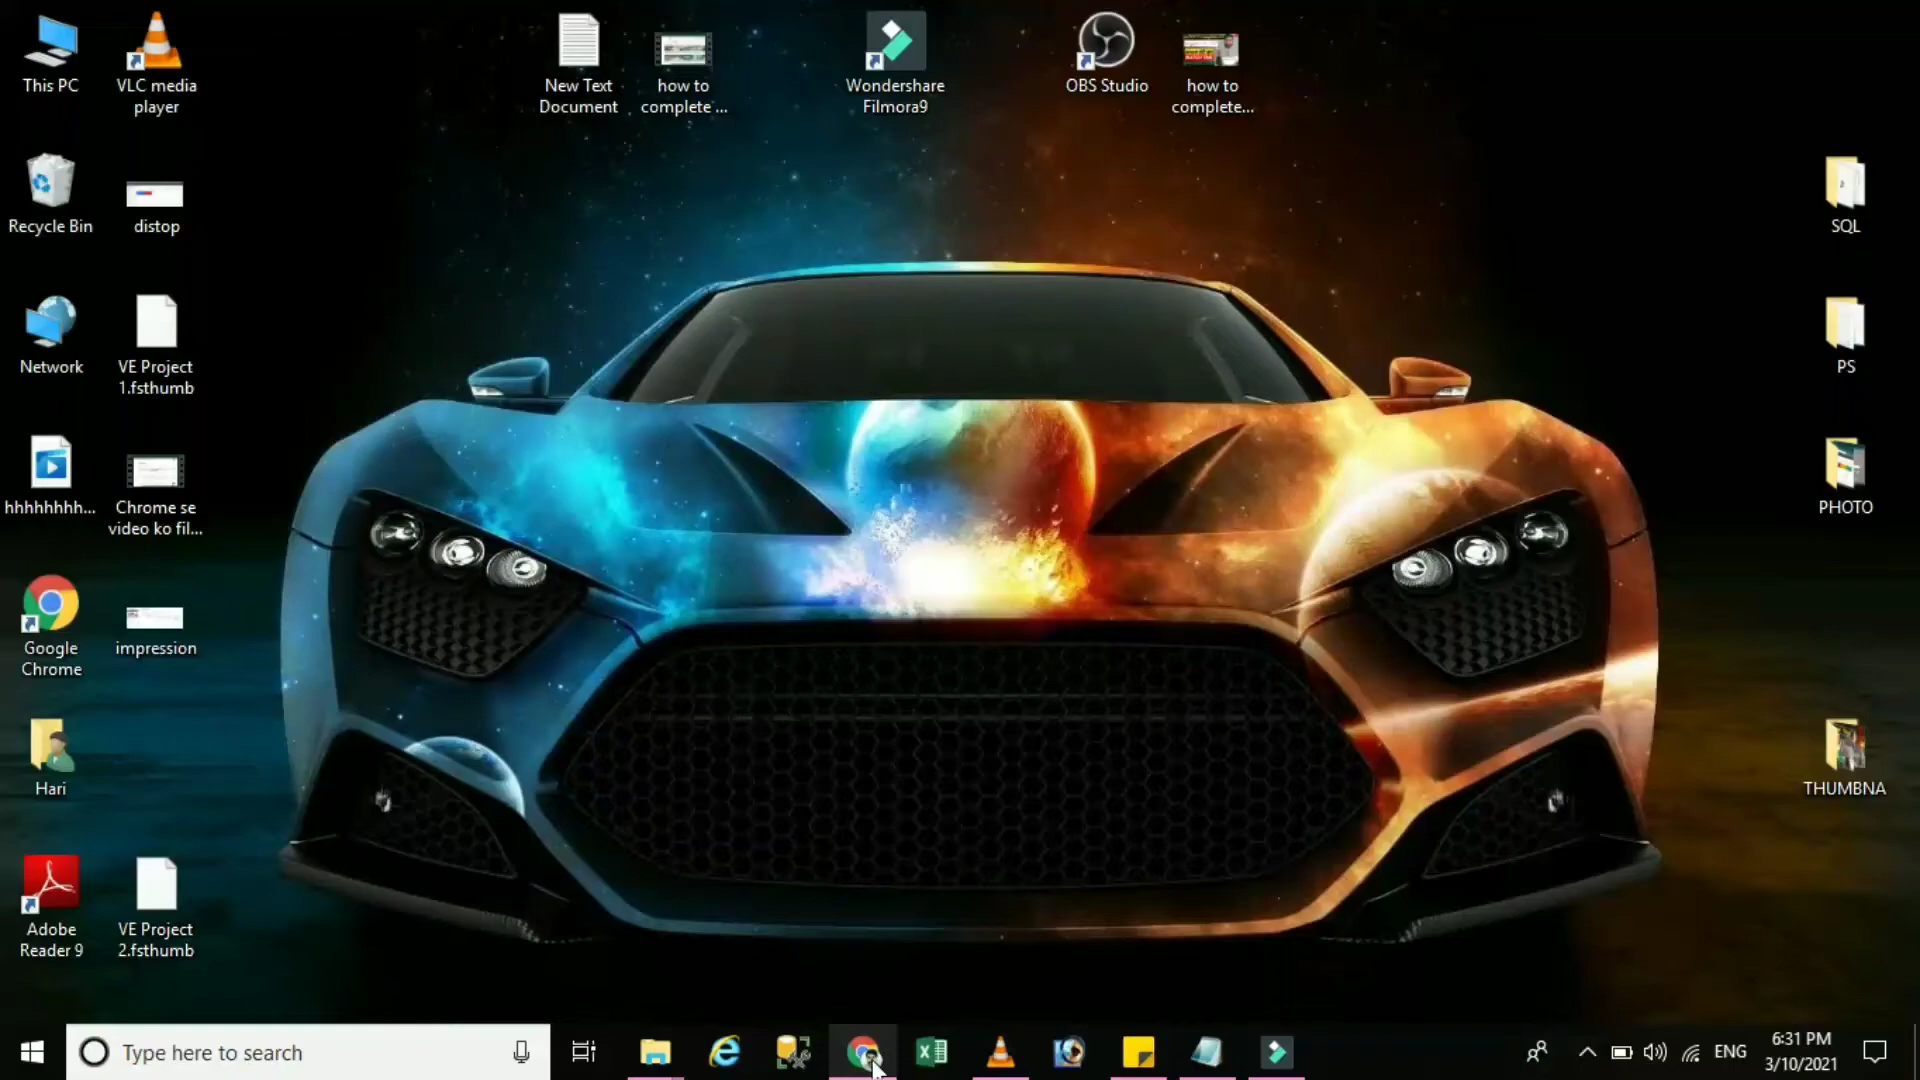 This PC
VLC media
player
New Text
Document
how to
complete ...
Wondershare
Filmora9
OBS Studio
how to
complete...
Recycle Bin
distop
SQL
Network
VE Project
1.fsthumb
PS
hhhhhhhh...
Chrome se
video ko fil...
PHOTO
Google
Chrome
impression
Hari
THUMBNA
Adobe
Reader 9
VE Project
2.fsthumb
Type here to search
ENG
6:31 PM
3/10/2021